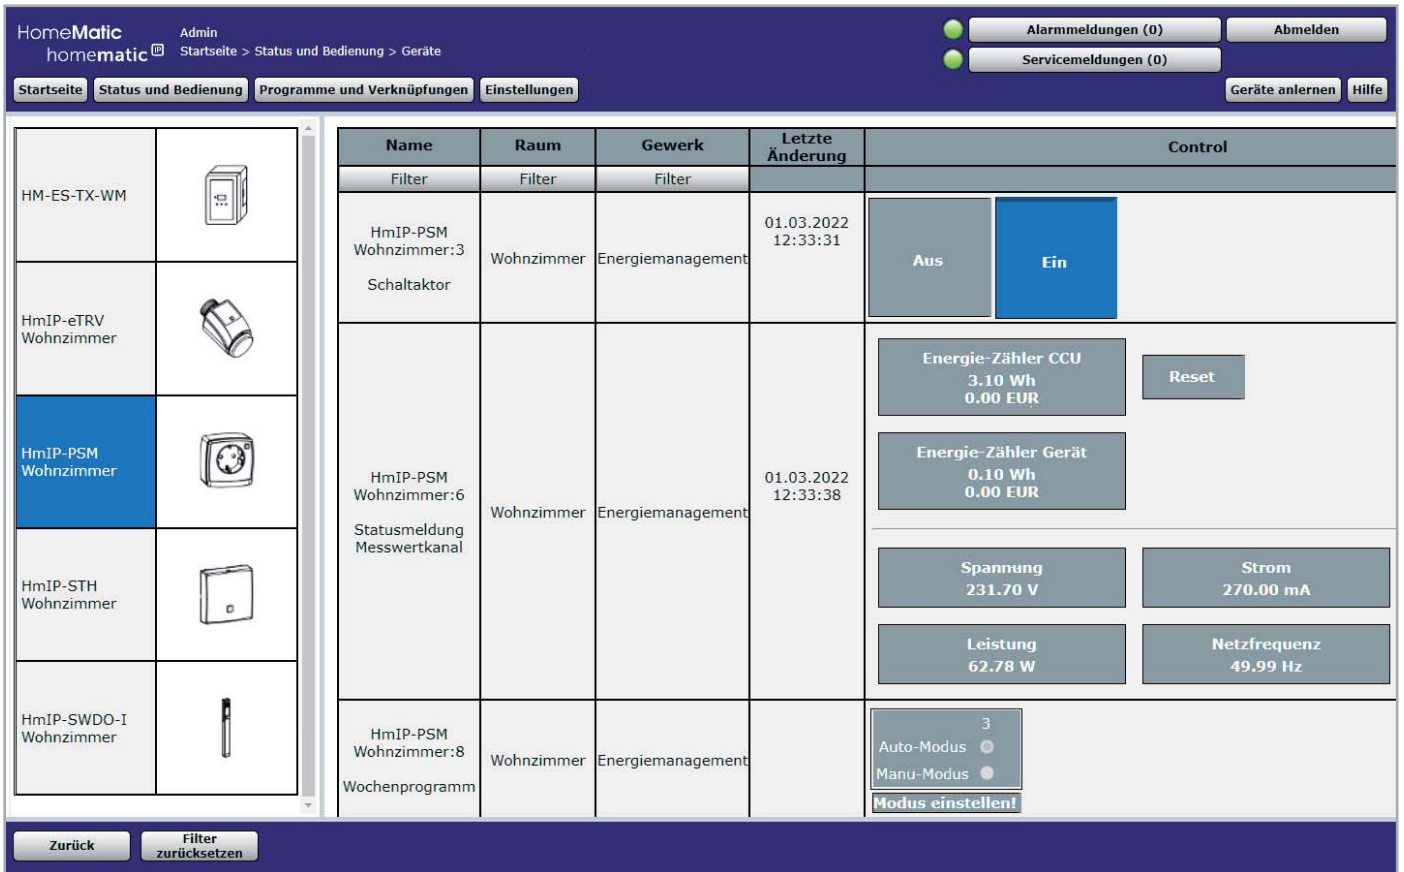 HomeMatic
homematic IP
Admin
Startseite > Status und Bedienung > Geräte
Alarmmeldungen (0)
Abmelden
Servicemeldungen (0)
Startseite
Status und Bedienung
Programme und Verknüpfungen
Einstellungen
Geräte anlernen
Hilfe
HM-ES-TX-WM
HmIP-eTRV
Wohnzimmer
HmIP-PSM
Wohnzimmer
HmIP-STH
Wohnzimmer
HmIP-SWDO-I
Wohnzimmer
Name
Raum
Gewerk
Letzte
Änderung
Control
Filter
Filter
Filter
HmIP-PSM
Wohnzimmer:3
Schaltaktor
Wohnzimmer
Energiemanagement
01.03.2022
12:33:31
Aus
Ein
HmIP-PSM
Wohnzimmer:6
Statusmeldung
Messwertkanal
Wohnzimmer
Energiemanagement
01.03.2022
12:33:38
Energie-Zähler CCU
3.10 Wh
0.00 EUR
Reset
Energie-Zähler Gerät
0.10 Wh
0.00 EUR
Spannung
231.70 V
Strom
270.00 mA
Leistung
62.78 W
Netzfrequenz
49.99 Hz
HmIP-PSM
Wohnzimmer:8
Wochenprogramm
Wohnzimmer
Energiemanagement
3
Auto-Modus
Manu-Modus
Modus einstellen!
Zurück
Filter
zurücksetzen